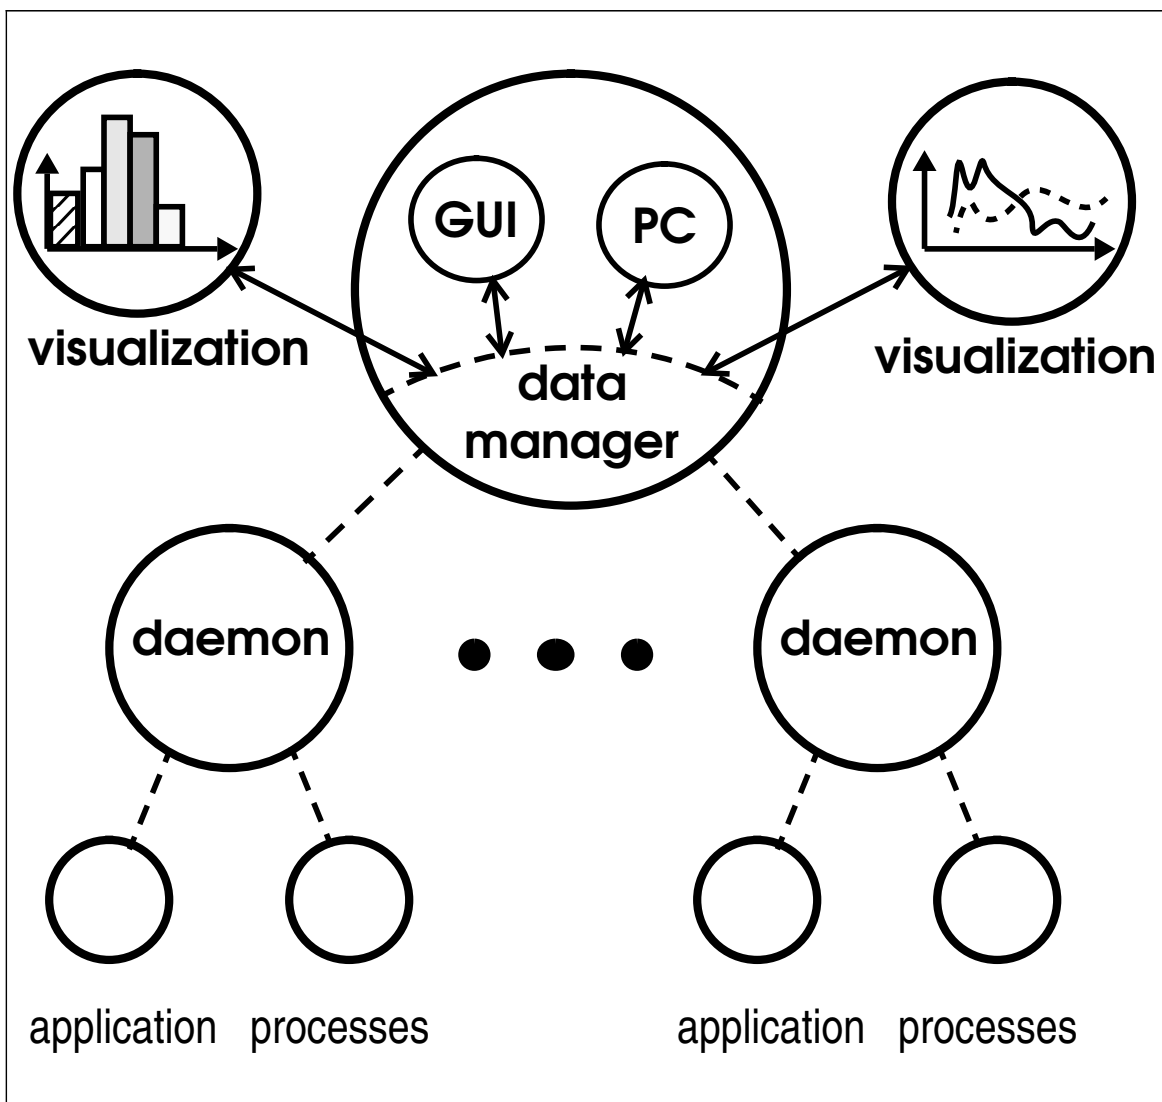 GUI
PC
visualization
visualization
data
manager
daemon
daemon
application processes
application processes